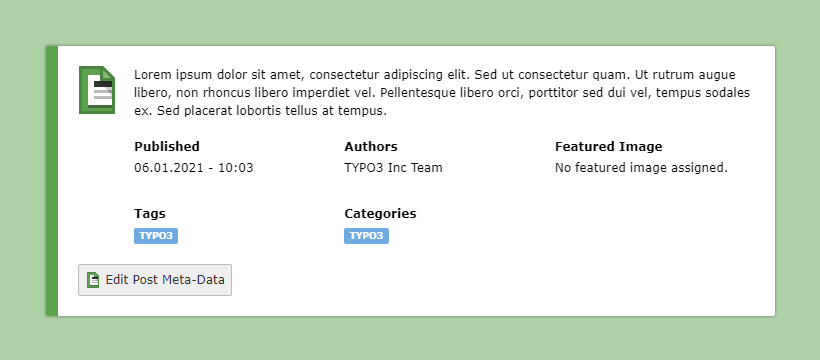 Lorem ipsum dolor sit amet, consectetur adipiscing elit. Sed ut consectetur quam. Ut rutrum augue
libero, non rhoncus libero imperdiet vel. Pellentesque libero orci, porttitor sed dui vel, tempus sodales
ex. Sed placerat lobortis tellus at tempus.
Published
06.01.2021 - 10:03
Authors
TYPO3 Inc Team
Featured Image
No featured image assigned.
Tags
TYPO3
Categories
TYPO3
Edit Post Meta-Data